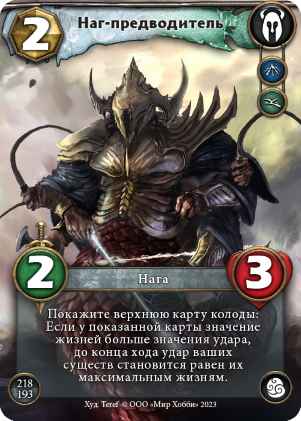 2
Наг-предводитель
2
Нага
3
Покажите верхнюю карту колоды:
Если у показанной карты значение
жизней больше значения удара,
до конца хода удар ваших
существ становится равен их
максимальным жизням.
218
193
Худ. Teref © ООО «Мир Хобби» 2023